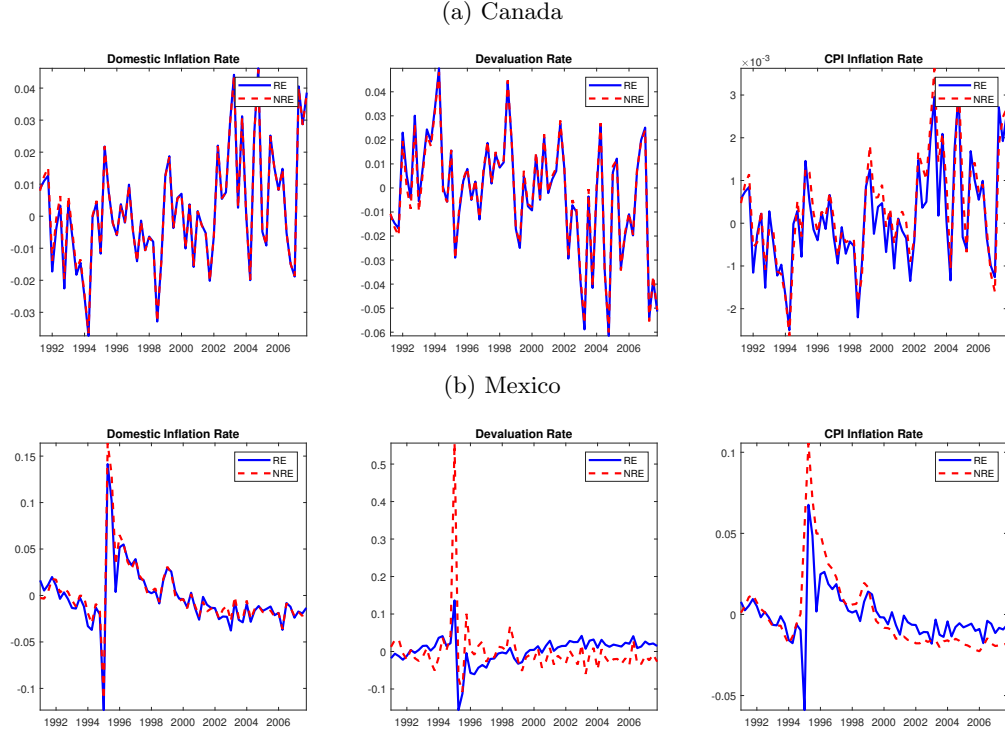 (a) Canada
Domestic Inflation Rate
0.04
0.03
0.02
0.01
0
-0.01
-0.02
-0.03
1992 1994 1996 1998 2000 2002 2004 2006
RE
NRE
Devaluation Rate
0.04
0.03
0.02
0.01
0
-0.01
-0.02
-0.03
-0.04
-0.05
-0.06
1992 1994 1996 1998 2000 2002 2004 2006
RE
NRE
CPI Inflation Rate
×10⁻³
3
2
1
0
-1
-2
1992 1994 1996 1998 2000 2002 2004 2006
RE
NRE
(b) Mexico
Domestic Inflation Rate
0.15
0.1
0.05
0
-0.05
-0.1
1992 1994 1996 1998 2000 2002 2004 2006
RE
NRE
Devaluation Rate
0.5
0.4
0.3
0.2
0.1
0
-0.1
1992 1994 1996 1998 2000 2002 2004 2006
RE
NRE
CPI Inflation Rate
0.1
0.05
0
-0.05
1992 1994 1996 1998 2000 2002 2004 2006
RE
NRE